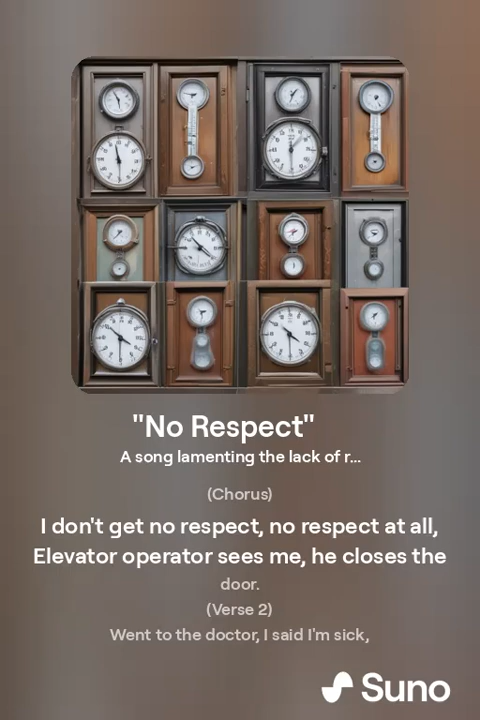 "No Respect"
A song lamenting the lack of r...
(Chorus)
I don't get no respect, no respect at all,
Elevator operator sees me, he closes the
door.
(Verse 2)
Went to the doctor, I said I'm sick,
Suno